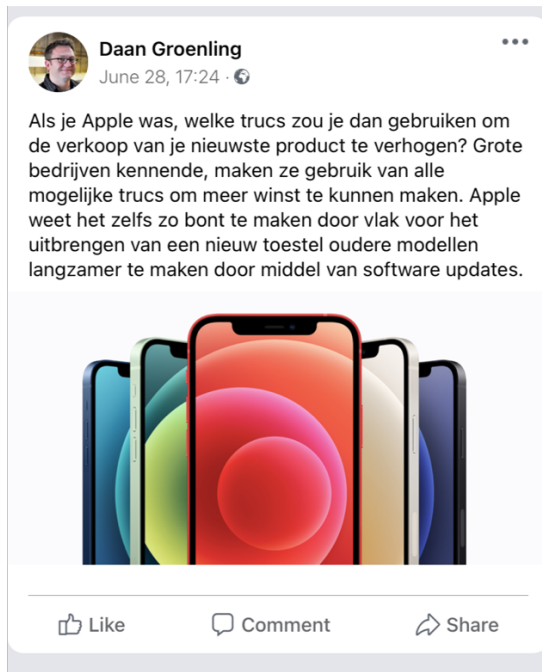 Daan Groenling
June 28, 17:24 ·
Als je Apple was, welke trucs zou je dan gebruiken om
de verkoop van je nieuwste product te verhogen? Grote
bedrijven kennende, maken ze gebruik van alle
mogelijke trucs om meer winst te kunnen maken. Apple
weet het zelfs zo bont te maken door vlak voor het
uitbrengen van een nieuw toestel oudere modellen
langzamer te maken door middel van software updates.
Like Comment Share